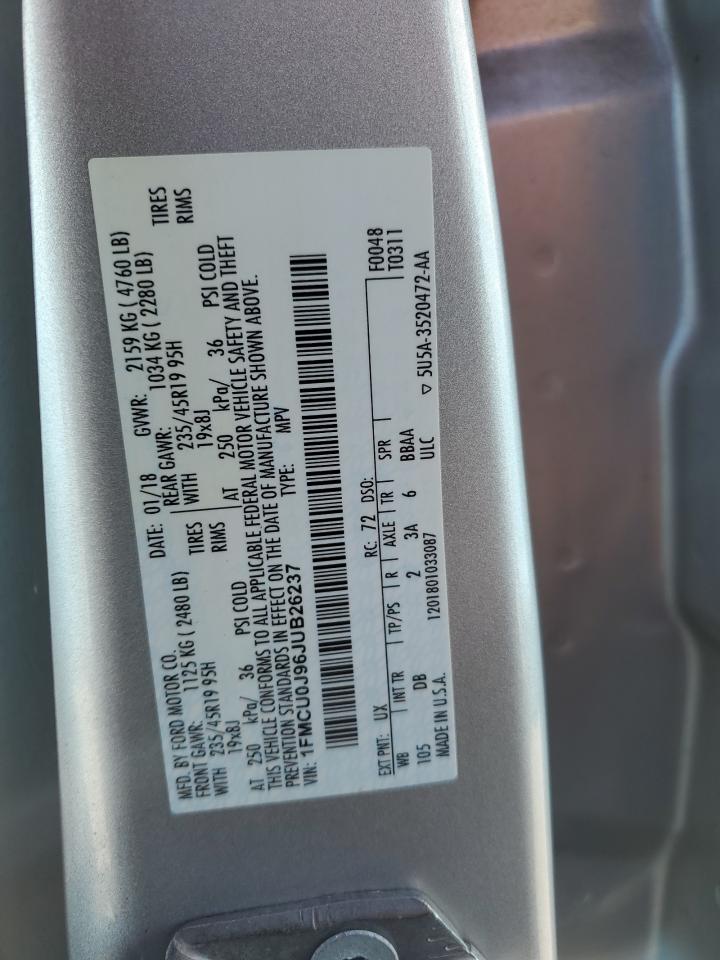 MFD. BY FORD MOTOR CO. DATE: 01/18 GVWR: 2159 KG ( 4760 LB)
FRONT GAWR: 1125 KG ( 2480 LB) REAR GAWR: 1034 KG ( 2280 LB)
WITH 235/45R19 95H TIRES WITH 235/45R19 95H TIRES
19x8J RIMS 19x8J RIMS
AT 250 kPa/ 36 PSI COLD AT 250 kPa/ 36 PSI COLD
THIS VEHICLE CONFORMS TO ALL APPLICABLE FEDERAL MOTOR VEHICLE SAFETY AND THEFT
PREVENTION STANDARDS IN EFFECT ON THE DATE OF MANUFACTURE SHOWN ABOVE.
VIN: 1FMCU0J96JUB26237 TYPE: MPV
EXT PNT: UX RC: 72 DSO: F0048
WB INT TR TP/PS R AXLE TR SPR T0311
105 DB 2 3A 6 BBAA
MADE IN U.S.A. 1201801033087 ULC ▽ 5U5A-3520472-AA